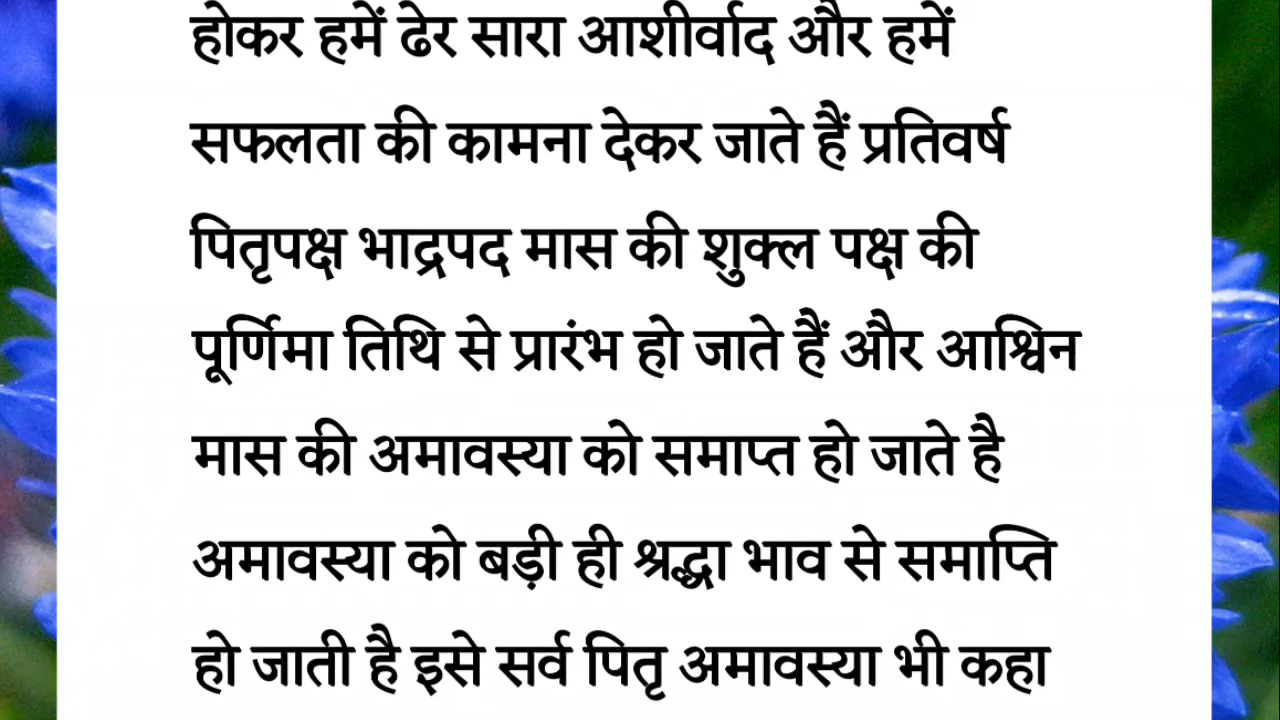 होकर हमें ढेर सारा आशीर्वाद और हमें
सफलता की कामना देकर जाते हैं प्रतिवर्ष
पितृपक्ष भाद्रपद मास की शुक्ल पक्ष की
पूर्णिमा तिथि से प्रारंभ हो जाते हैं और आश्विन
मास की अमावस्या को समाप्त हो जाते है
अमावस्या को बड़ी ही श्रद्धा भाव से समाप्ति
हो जाती है इसे सर्व पितृ अमावस्या भी कहा